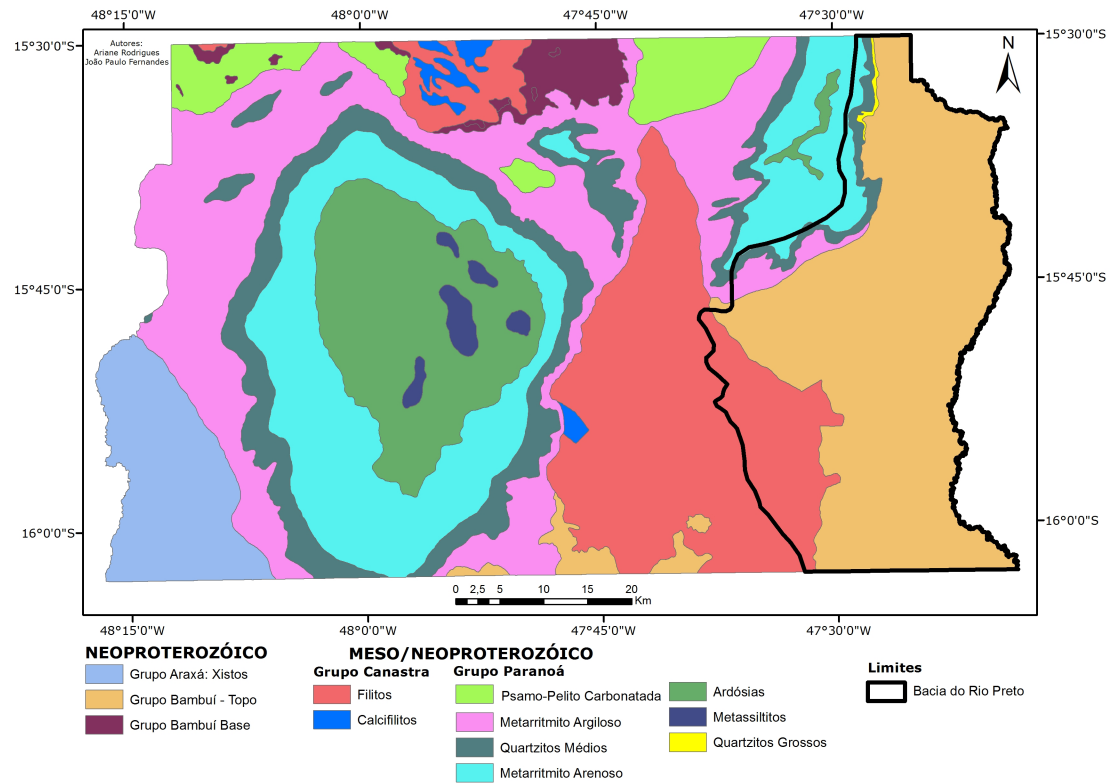 48°15'0"W 48°0'0"W 47°45'0"W 47°30'0"W
15°30'0"S 15°30'0"S
Autores:
Ariane Rodrigues
João Paulo Fernandes
N
15°45'0"S 15°45'0"S
16°0'0"S 16°0'0"S
0 2,5 5 10 15 20
Km
48°15'0"W 48°0'0"W 47°45'0"W 47°30'0"W
NEOPROTEROZÓICO
Grupo Araxá: Xistos
Grupo Bambuí - Topo
Grupo Bambuí Base
MESO/NEOPROTEROZÓICO
Grupo Canastra
Filitos
Calcifilitos
Grupo Paranoá
Psamo-Pelito Carbonatada
Metarritmito Argiloso
Quartzitos Médios
Metarritmito Arenoso
Ardósias
Metassiltitos
Quartzitos Grossos
Limites
Bacia do Rio Preto